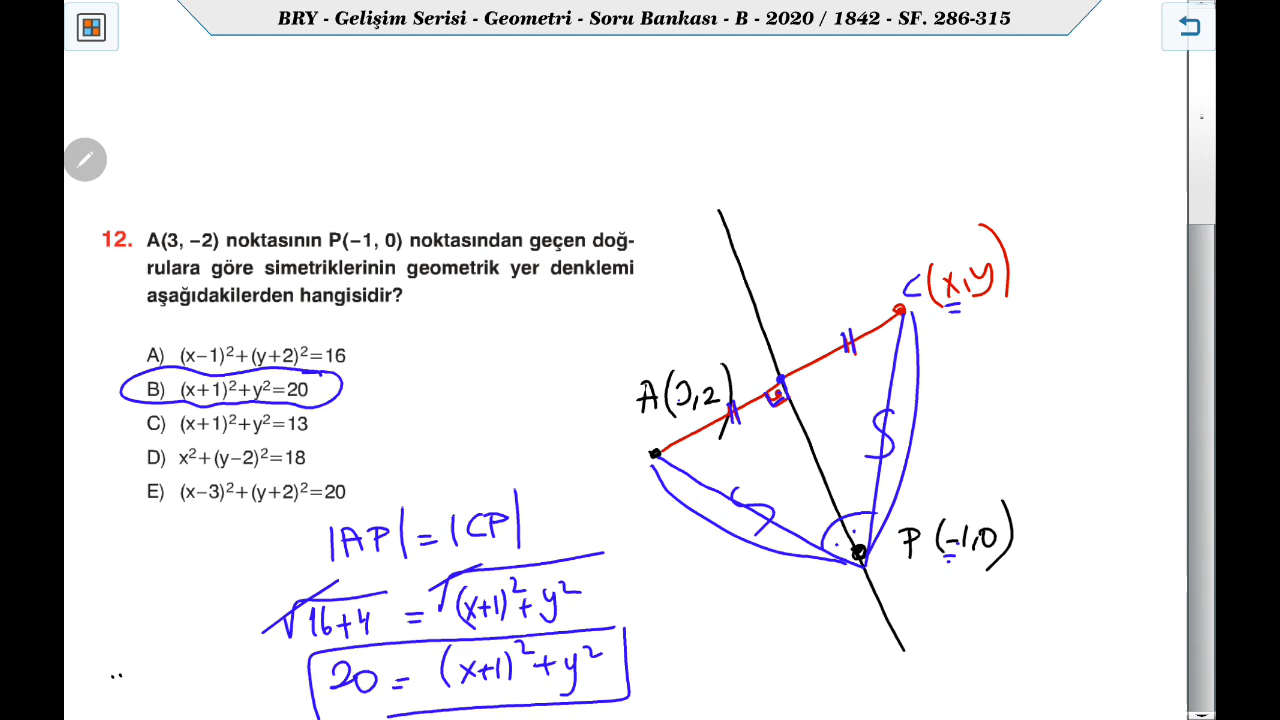 BRY - Gelişim Serisi - Geometri - Soru Bankası - B - 2020 / 1842 - SF. 286-315
12. A(3, −2) noktasının P(−1, 0) noktasından geçen doğ-
rulara göre simetriklerinin geometrik yer denklemi
aşağıdakilerden hangisidir?
A) (x−1)²+(y+2)²=16
B) (x+1)²+y²=20
C) (x+1)²+y²=13
D) x²+(y−2)²=18
E) (x−3)²+(y+2)²=20
C(x,y)
A(3,2)
P(-1,0)
|AP| = |CP|
√16+4 = √(x+1)²+y²
20 = (x+1)²+y²